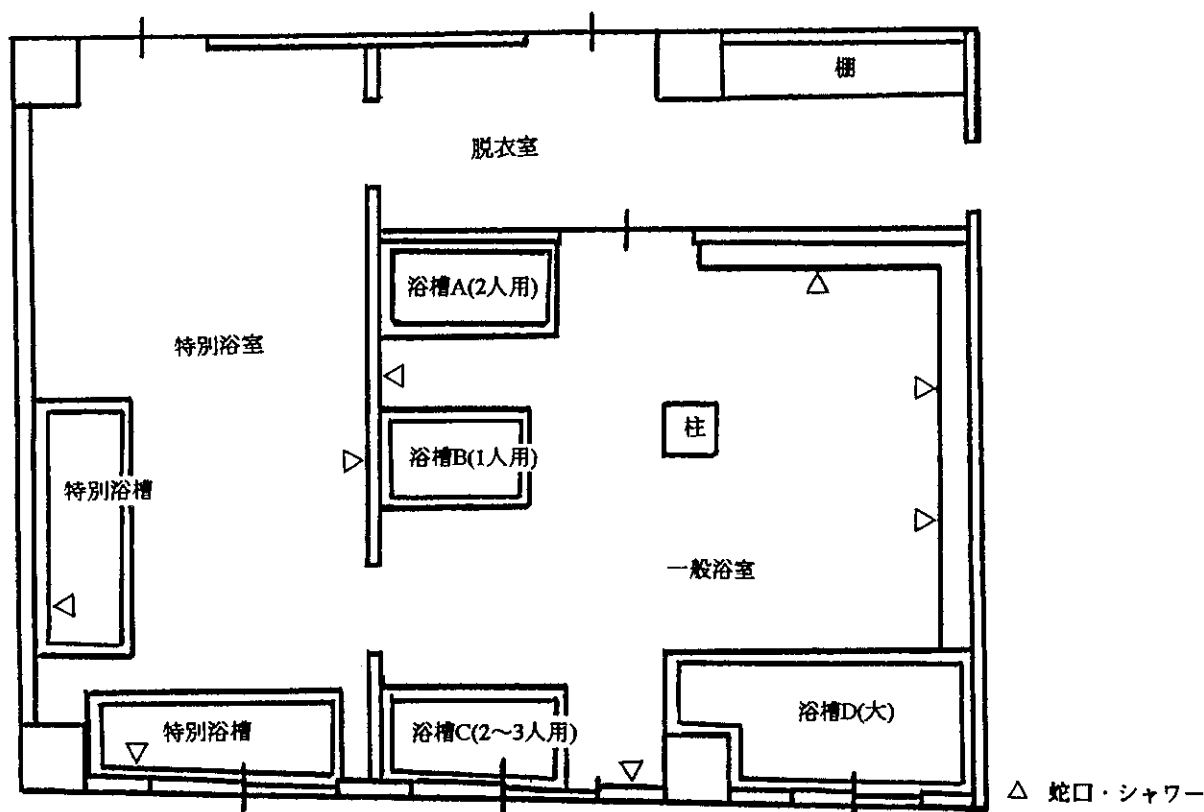 棚
脱衣室
浴槽A(2人用)
特別浴室
柱
浴槽B(1人用)
特別浴槽
一般浴室
浴槽D(大)
特別浴槽
浴槽C(2〜3人用)
△ 蛇口・シャワー